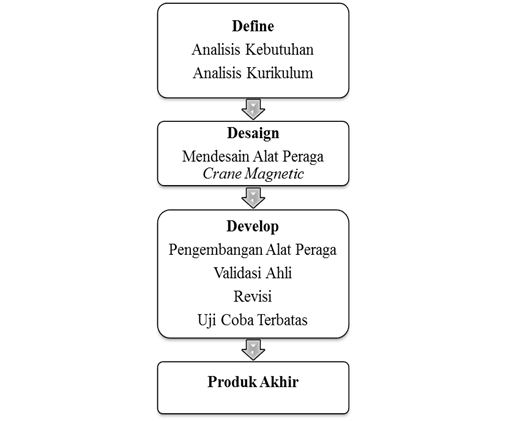 Define
Analisis Kebutuhan
Analisis Kurikulum
Desaign
Mendesain Alat Peraga
Crane Magnetic
Develop
Pengembangan Alat Peraga
Validasi Ahli
Revisi
Uji Coba Terbatas
Produk Akhir